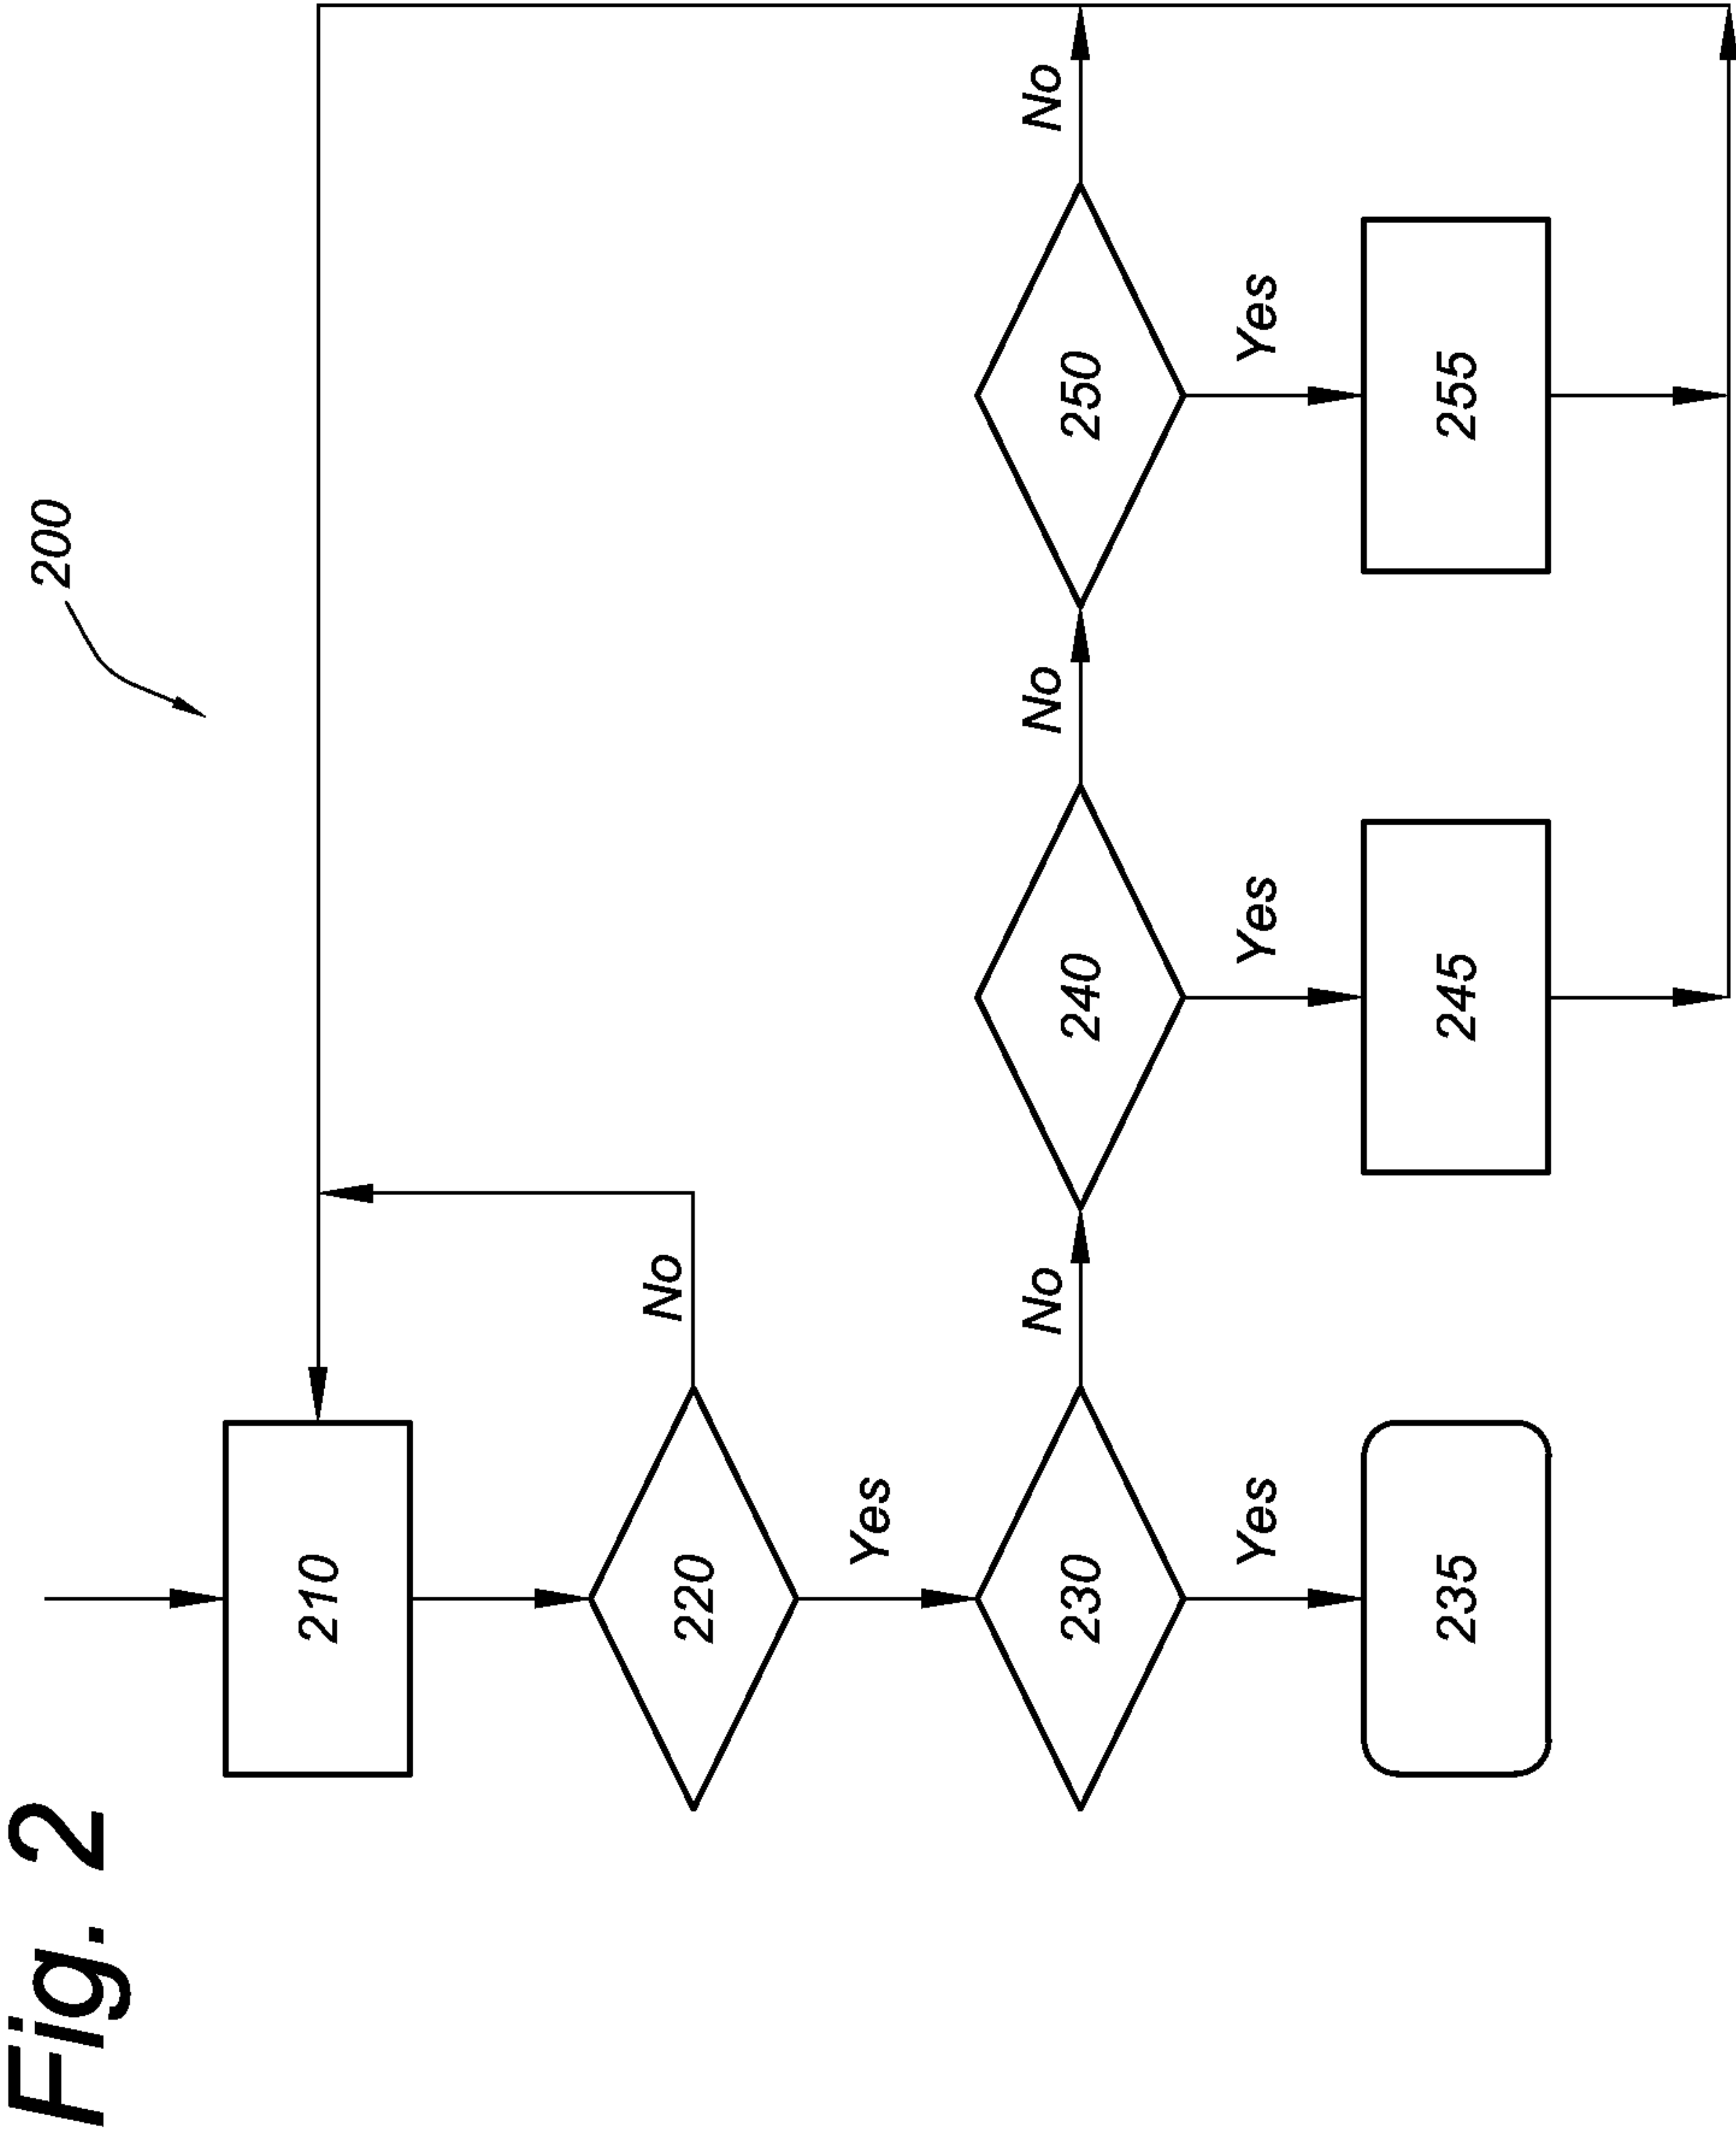 Fig. 2
200
210
220
No
Yes
230
No
240
No
250
No
Yes
Yes
Yes
235
245
255